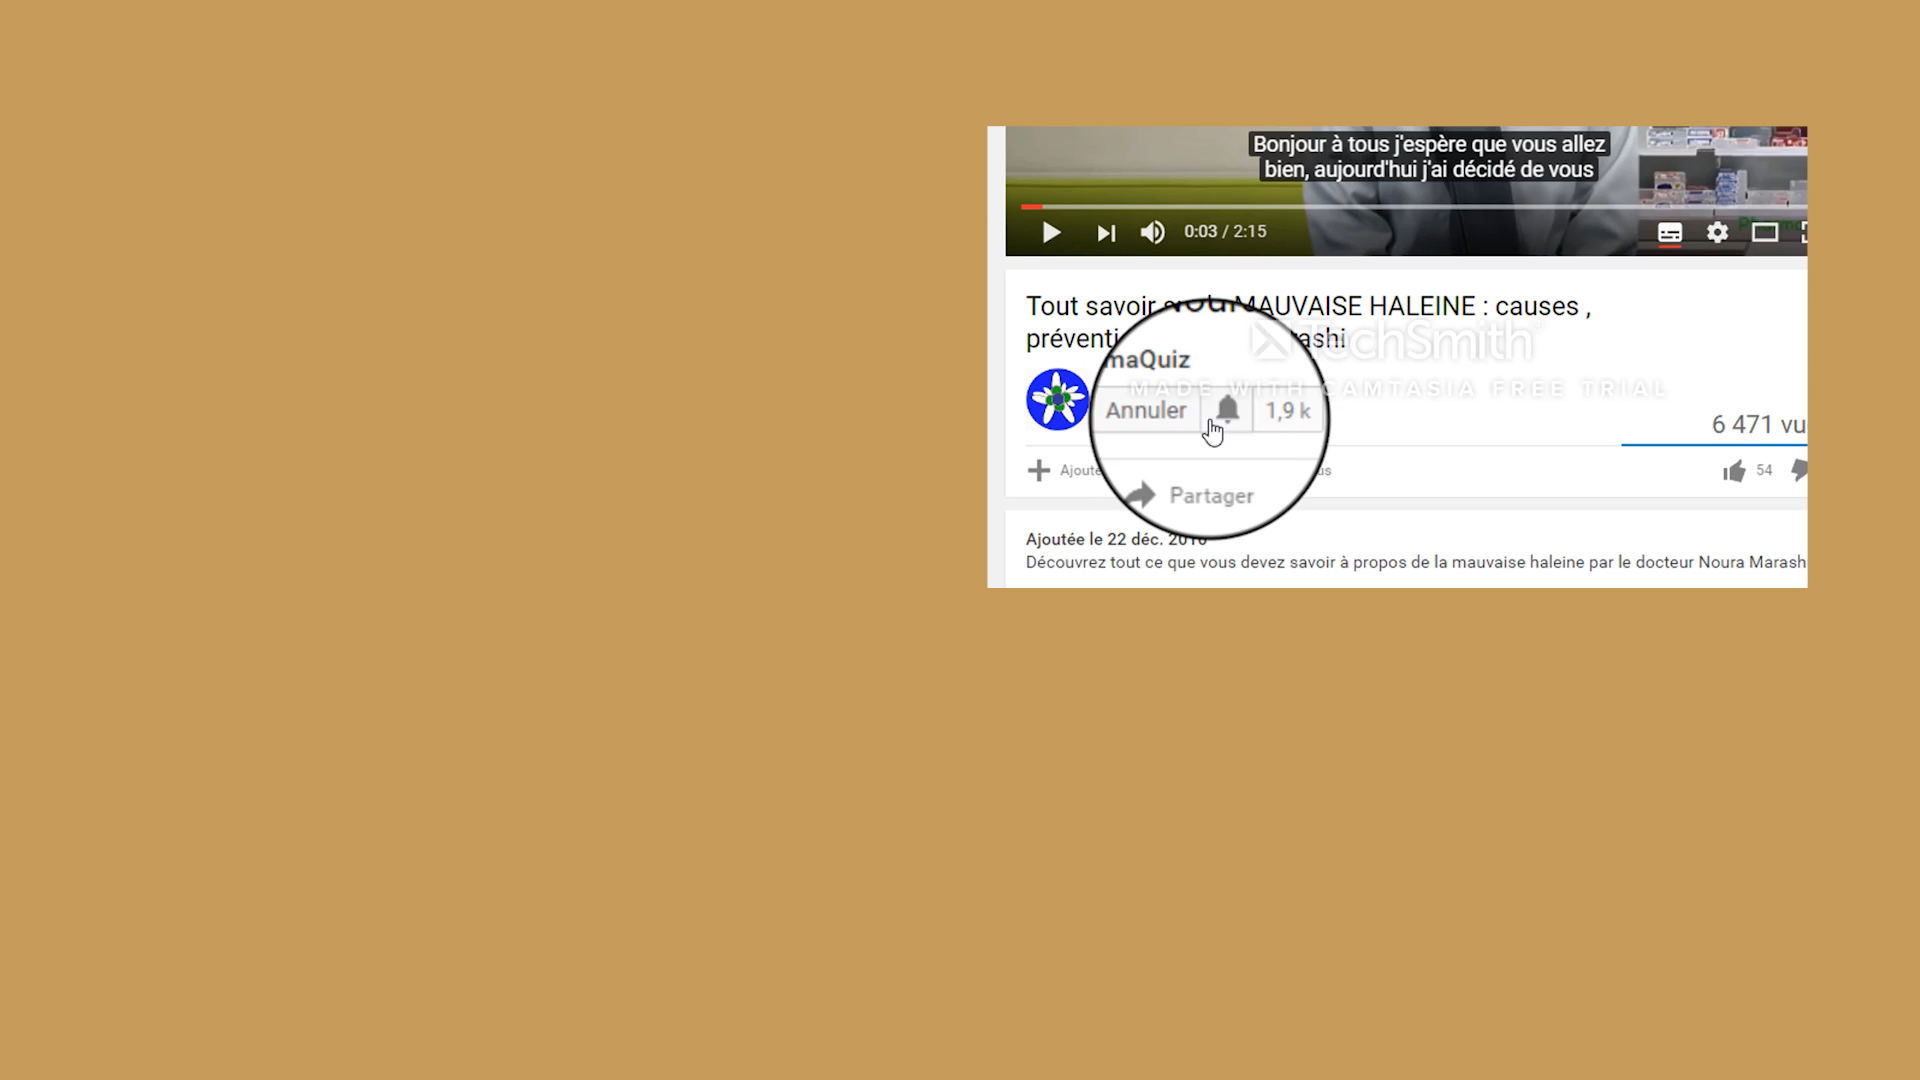 Bonjour à tous j'espère que vous allez
bien, aujourd'hui j'ai décidé de vous
0:03 / 2:15
Tout savoir MAUVAISE HALEINE : causes ,
TechSmith
maQuiz
MADE WITH CAMTASIA FREE TRIAL
Annuler 1,9 k
6 471 vu
Ajoute
54
Partager
Ajoutée le 22 déc.
Découvrez tout ce que vous devez savoir à propos de la mauvaise haleine par le docteur Noura Marash